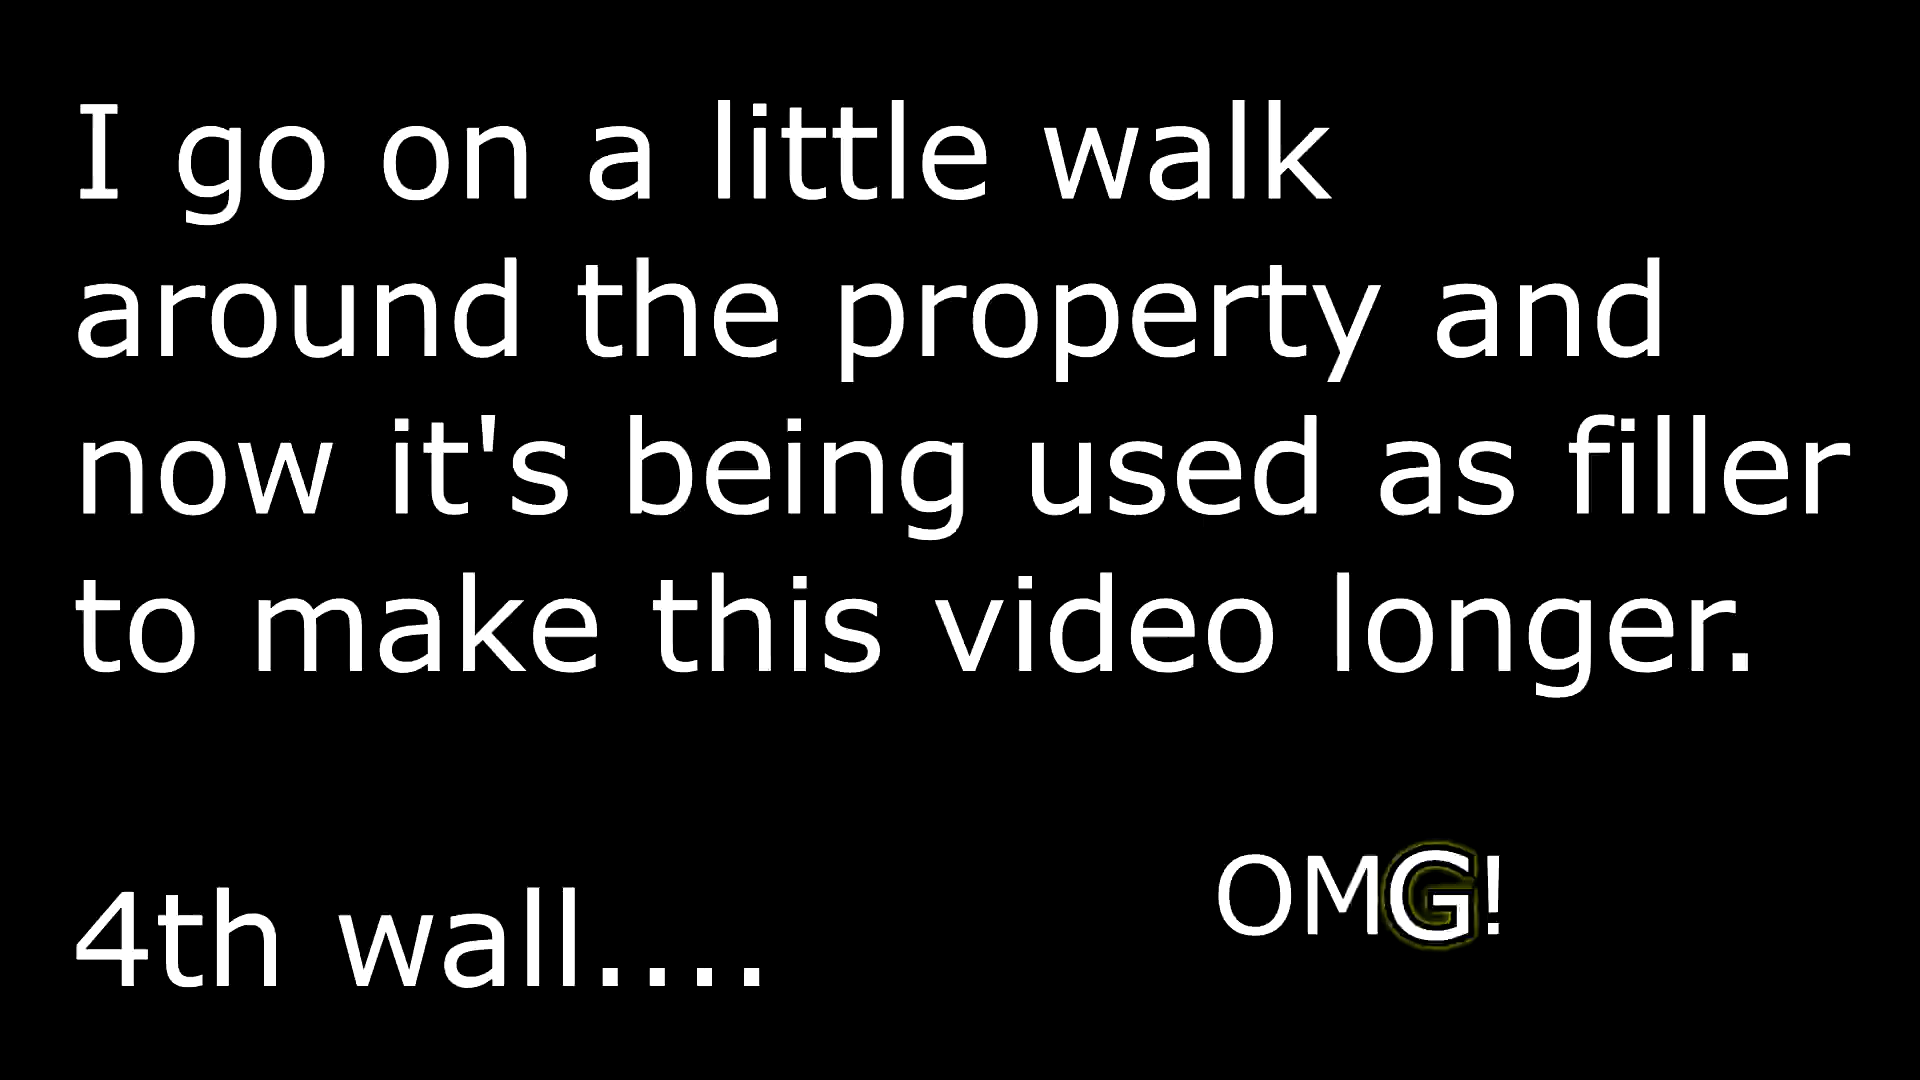 I go on a little walk
around the property and
now it's being used as filler
to make this video longer.
OMG!
4th wall....